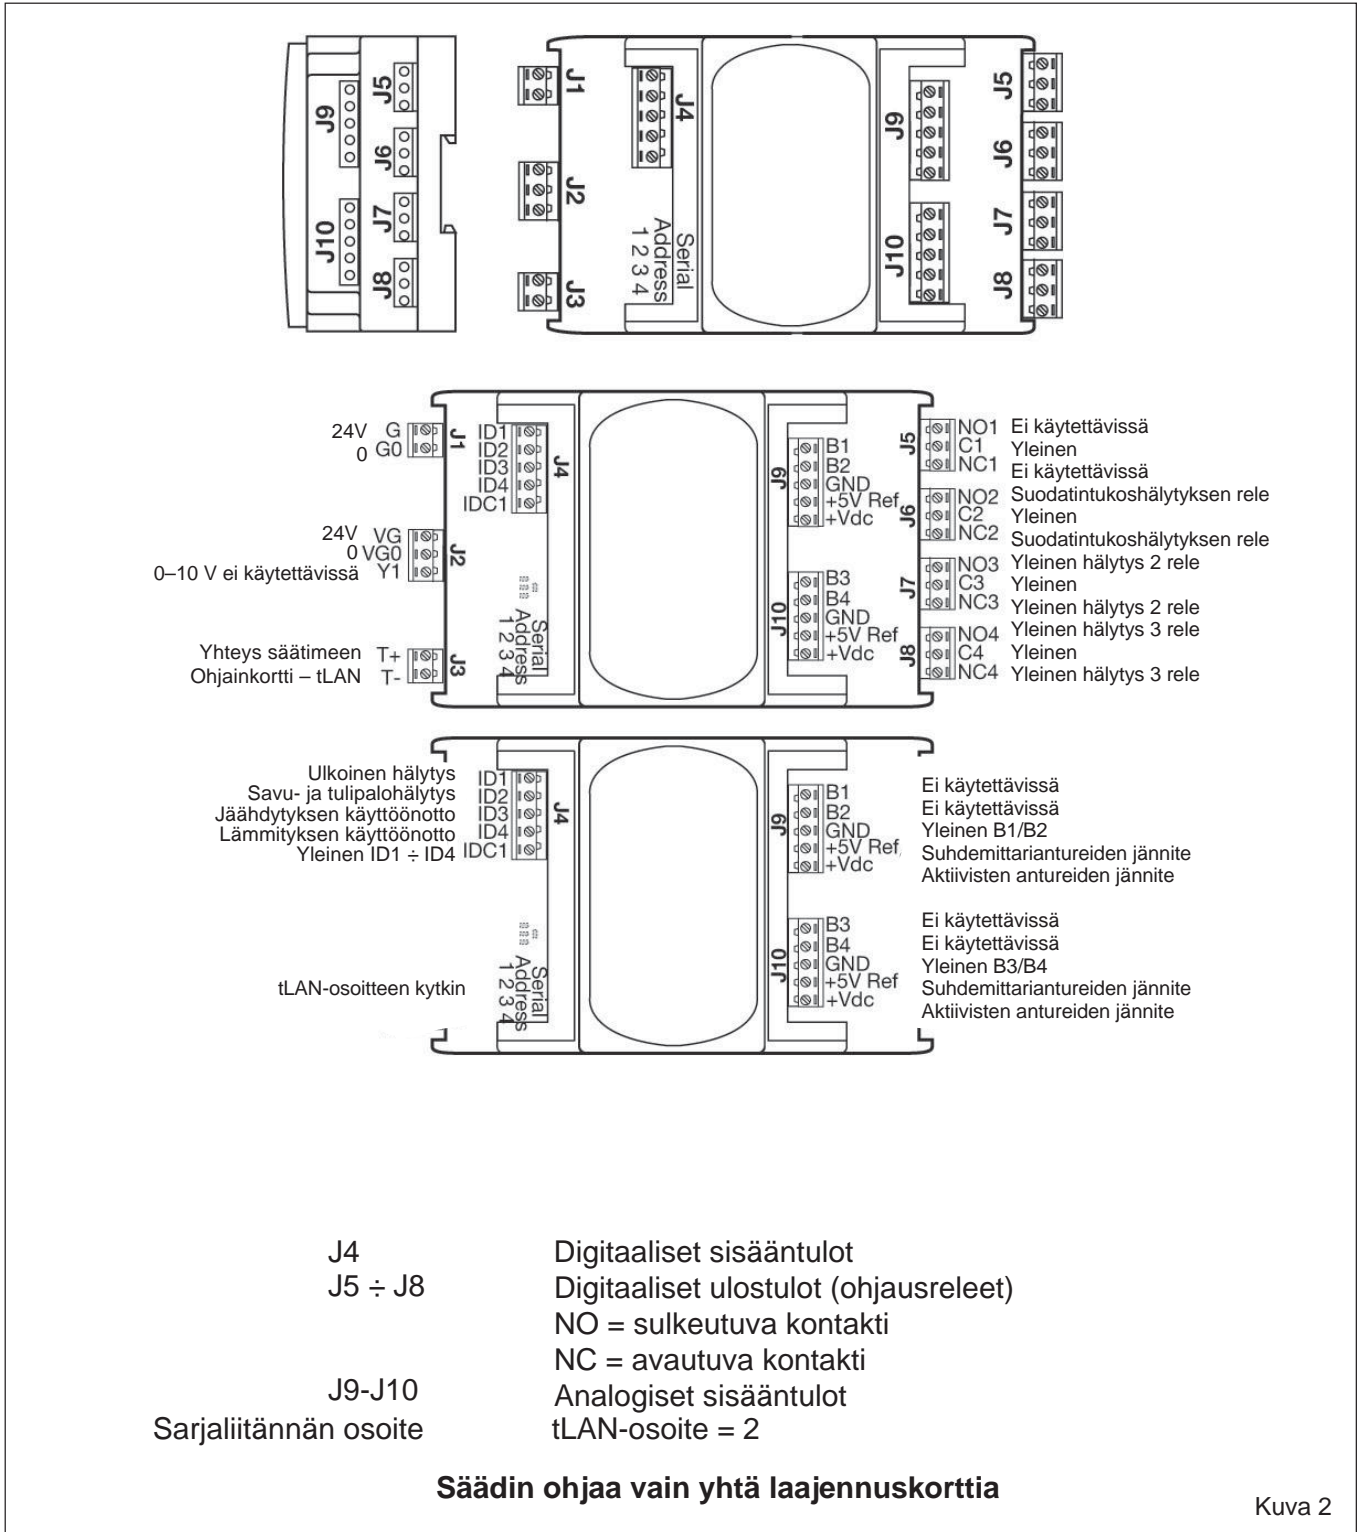 J9
J10
J5
J6
J7
J8
J1
J2
J3
J4
Serial
Address
1 2 3 4
J9
J10
J5
J6
J7
J8
24V G
0 G0
J1
24V VG
0 VG0
0–10 V ei käytettävissä Y1
J2
Yhteys säätimeen T+
Ohjainkortti – tLAN T-
J3
ID1
ID2
ID3
ID4
IDC1
J4
Serial
Address
1 2 3 4
J9
B1
B2
GND
+5V Ref
+Vdc
J10
B3
B4
GND
+5V Ref
+Vdc
J5
NO1 Ei käytettävissä
C1 Yleinen
NC1 Ei käytettävissä
J6
NO2 Suodatintukoshälytyksen rele
C2 Yleinen
NC2 Suodatintukoshälytyksen rele
J7
NO3 Yleinen hälytys 2 rele
C3 Yleinen
NC3 Yleinen hälytys 2 rele
J8
NO4 Yleinen hälytys 3 rele
C4 Yleinen
NC4 Yleinen hälytys 3 rele
Ulkoinen hälytys ID1
Savu- ja tulipalohälytys ID2
Jäähdytyksen käyttöönotto ID3
Lämmityksen käyttöönotto ID4
Yleinen ID1 ÷ ID4 IDC1
J4
tLAN-osoitteen kytkin
Serial
Address
1 2 3 4
J9
B1 Ei käytettävissä
B2 Ei käytettävissä
GND Yleinen B1/B2
+5V Ref Suhdemittariantureiden jännite
+Vdc Aktiivisten antureiden jännite
J10
B3 Ei käytettävissä
B4 Ei käytettävissä
GND Yleinen B3/B4
+5V Ref Suhdemittariantureiden jännite
+Vdc Aktiivisten antureiden jännite
J4 Digitaaliset sisääntulot
J5 ÷ J8 Digitaaliset ulostulot (ohjausreleet)
NO = sulkeutuva kontakti
NC = avautuva kontakti
J9-J10 Analogiset sisääntulot
Sarjaliitännän osoite tLAN-osoite = 2
Säädin ohjaa vain yhtä laajennuskorttia
Kuva 2